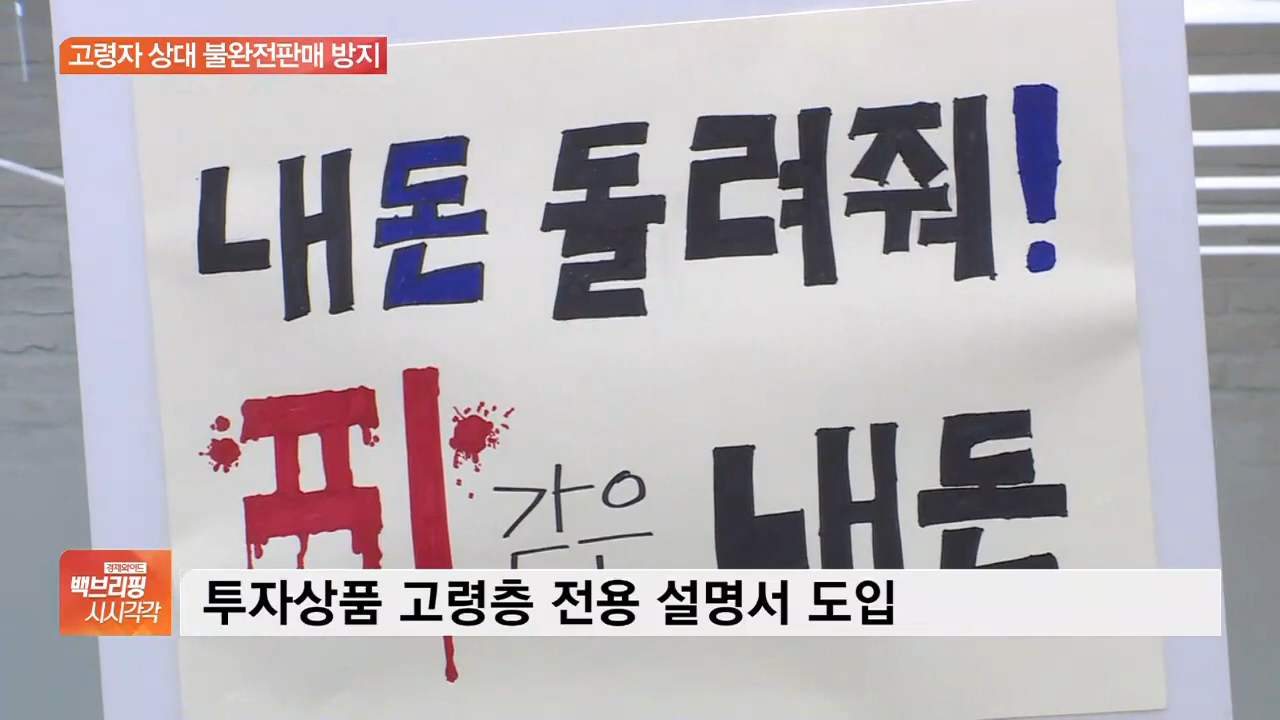 고령자 상대 불완전판매 방지
내돈 돌려줘!
피 같은 내돈
경제와이드
백브리핑
시시각각
투자상품 고령층 전용 설명서 도입